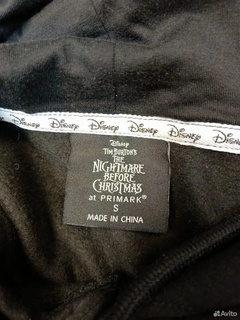 Disney Disney Disney Disney Disney
Disney
Tim Burton's
THE
NIGHTMARE
BEFORE
CHRISTMAS
at PRIMARK®
S
MADE IN CHINA
Avito